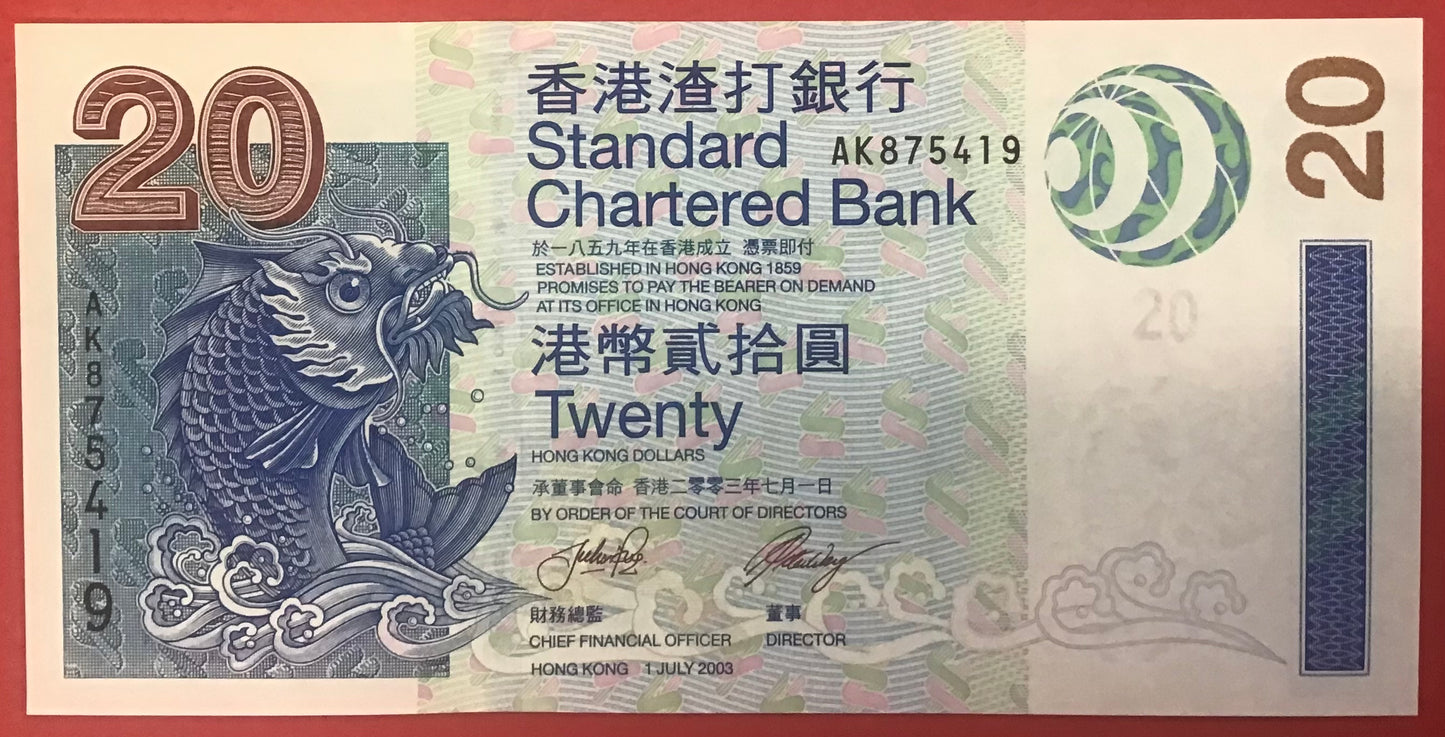 20
香港渣打銀行
Standard
Chartered Bank
AK875419
20
於一八五九年在香港成立 憑票即付
ESTABLISHED IN HONG KONG 1859
PROMISES TO PAY THE BEARER ON DEMAND
AT ITS OFFICE IN HONG KONG
20
港幣貳拾圓
Twenty
HONG KONG DOLLARS
承董事會命 香港二零零三年七月一日
BY ORDER OF THE COURT OF DIRECTORS
財務總監 董事
CHIEF FINANCIAL OFFICER DIRECTOR
HONG KONG 1 JULY 2003
AK875419